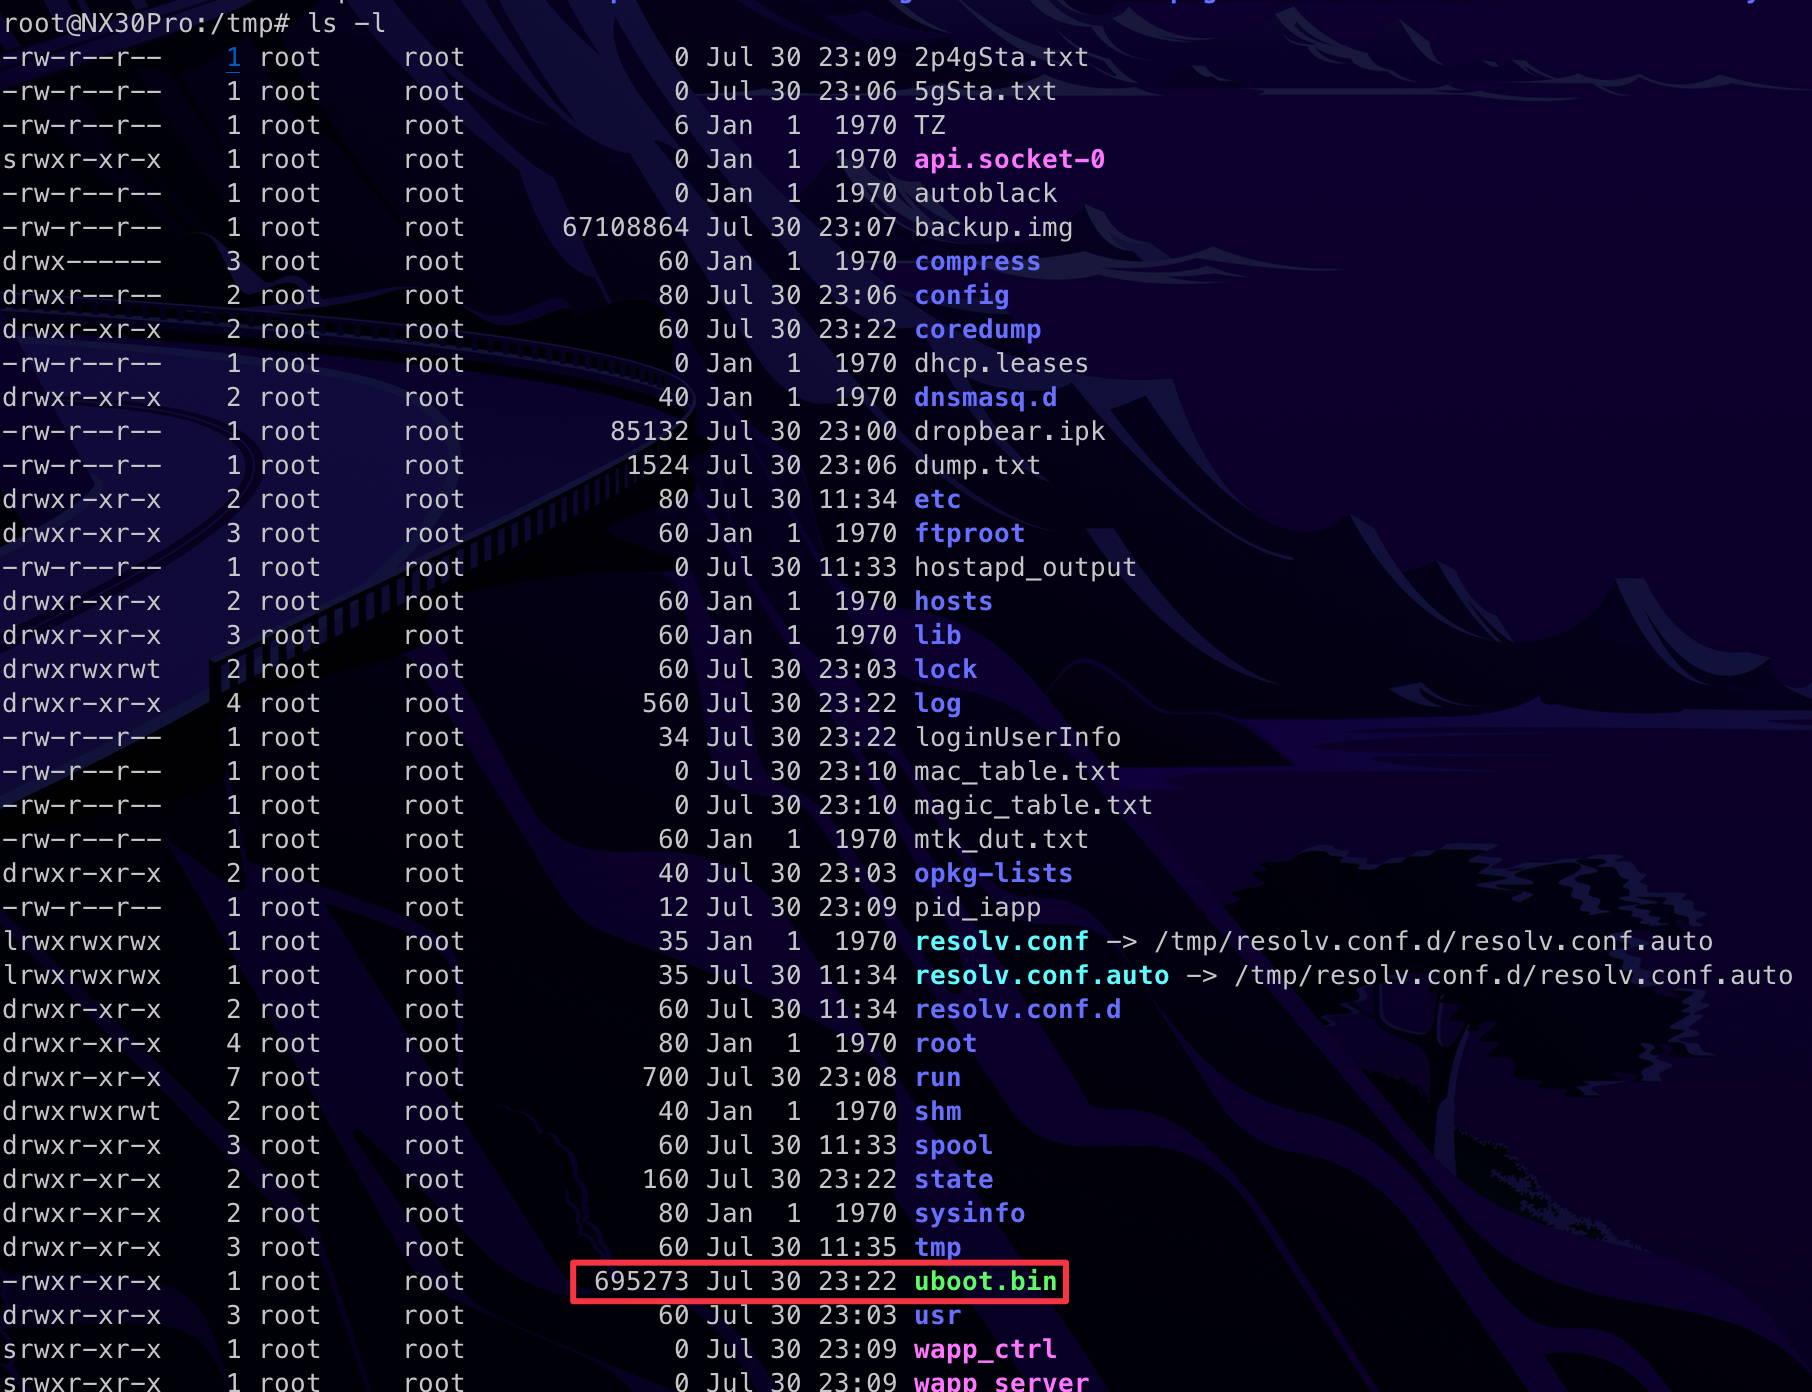 root@NX30Pro:/tmp# ls -l
-rw-r--r-- 1 root root 0 Jul 30 23:09 2p4gSta.txt
-rw-r--r-- 1 root root 0 Jul 30 23:06 5gSta.txt
-rw-r--r-- 1 root root 6 Jan 1 1970 TZ
srwxr-xr-x 1 root root 0 Jan 1 1970 api.socket-0
-rw-r--r-- 1 root root 0 Jan 1 1970 autoblack
-rw-r--r-- 1 root root 67108864 Jul 30 23:07 backup.img
drwx------ 3 root root 60 Jan 1 1970 compress
drwxr--r-- 2 root root 80 Jul 30 23:06 config
drwxr-xr-x 2 root root 60 Jul 30 23:22 coredump
-rw-r--r-- 1 root root 0 Jan 1 1970 dhcp.leases
drwxr-xr-x 2 root root 40 Jan 1 1970 dnsmasq.d
-rw-r--r-- 1 root root 85132 Jul 30 23:00 dropbear.ipk
-rw-r--r-- 1 root root 1524 Jul 30 23:06 dump.txt
drwxr-xr-x 2 root root 80 Jul 30 11:34 etc
drwxr-xr-x 3 root root 60 Jan 1 1970 ftproot
-rw-r--r-- 1 root root 0 Jul 30 11:33 hostapd_output
drwxr-xr-x 2 root root 60 Jan 1 1970 hosts
drwxr-xr-x 3 root root 60 Jan 1 1970 lib
drwxrwxrwt 2 root root 60 Jul 30 23:03 lock
drwxr-xr-x 4 root root 560 Jul 30 23:22 log
-rw-r--r-- 1 root root 34 Jul 30 23:22 loginUserInfo
-rw-r--r-- 1 root root 0 Jul 30 23:10 mac_table.txt
-rw-r--r-- 1 root root 0 Jul 30 23:10 magic_table.txt
-rw-r--r-- 1 root root 60 Jan 1 1970 mtk_dut.txt
drwxr-xr-x 2 root root 40 Jul 30 23:03 opkg-lists
-rw-r--r-- 1 root root 12 Jul 30 23:09 pid_iapp
lrwxrwxrwx 1 root root 35 Jan 1 1970 resolv.conf -> /tmp/resolv.conf.d/resolv.conf.auto
lrwxrwxrwx 1 root root 35 Jul 30 11:34 resolv.conf.auto -> /tmp/resolv.conf.d/resolv.conf.auto
drwxr-xr-x 2 root root 60 Jul 30 11:34 resolv.conf.d
drwxr-xr-x 4 root root 80 Jan 1 1970 root
drwxr-xr-x 7 root root 700 Jul 30 23:08 run
drwxrwxrwt 2 root root 40 Jan 1 1970 shm
drwxr-xr-x 3 root root 60 Jul 30 11:33 spool
drwxr-xr-x 2 root root 160 Jul 30 23:22 state
drwxr-xr-x 2 root root 80 Jan 1 1970 sysinfo
drwxr-xr-x 3 root root 60 Jul 30 11:35 tmp
-rwxr-xr-x 1 root root 695273 Jul 30 23:22 uboot.bin
drwxr-xr-x 3 root root 60 Jul 30 23:03 usr
srwxr-xr-x 1 root root 0 Jul 30 23:09 wapp_ctrl
srwxr-xr-x 1 root root 0 Jul 30 23:09 wapp_server